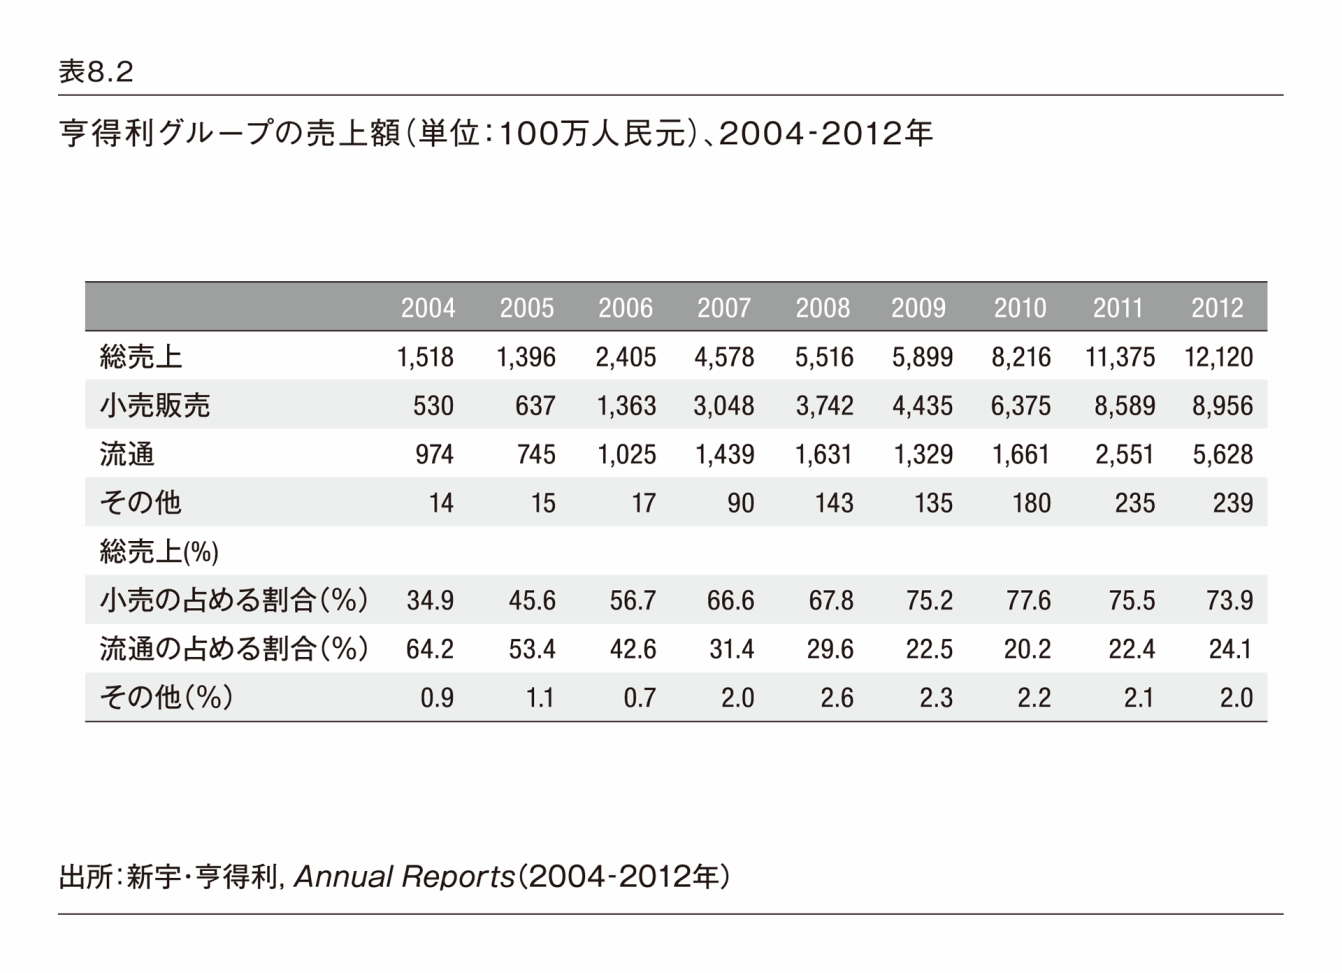 表8.2
亨得利グループの売上額(単位:100万人民元)、2004-2012年
2004 2005 2006 2007 2008 2009 2010 2011 2012
総売上 1,518 1,396 2,405 4,578 5,516 5,899 8,216 11,375 12,120
小売販売 530 637 1,363 3,048 3,742 4,435 6,375 8,589 8,956
流通 974 745 1,025 1,439 1,631 1,329 1,661 2,551 5,628
その他 14 15 17 90 143 135 180 235 239
総売上(%)
小売の占める割合(%) 34.9 45.6 56.7 66.6 67.8 75.2 77.6 75.5 73.9
流通の占める割合(%) 64.2 53.4 42.6 31.4 29.6 22.5 20.2 22.4 24.1
その他(%) 0.9 1.1 0.7 2.0 2.6 2.3 2.2 2.1 2.0
出所:新宇・亨得利, Annual Reports(2004-2012年)